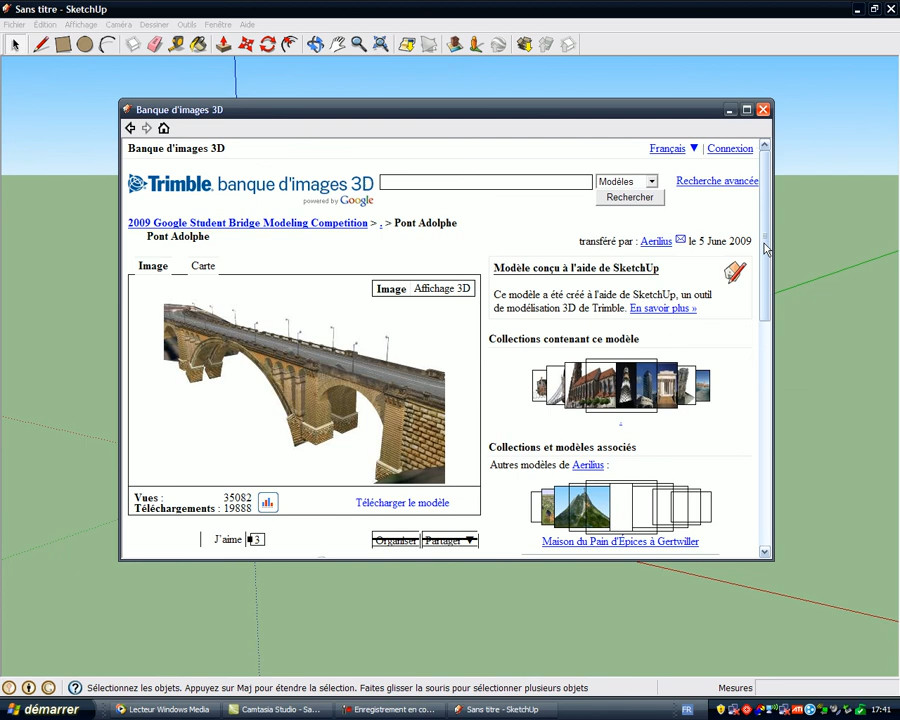 Sans titre - SketchUp
Fichier Édition Affichage Caméra Dessiner Outils Fenêtre Aide
Banque d'images 3D
Banque d'images 3D
Français ▼ | Connexion
Trimble. banque d'images 3D
powered by Google
Modèles
Recherche avancée
Rechercher
2009 Google Student Bridge Modeling Competition > . > Pont Adolphe
Pont Adolphe
transféré par : Aerilius le 5 June 2009
Image Carte
Image Affichage 3D
Modèle conçu à l'aide de SketchUp
Ce modèle a été créé à l'aide de SketchUp, un outil
de modélisation 3D de Trimble. En savoir plus »
Collections contenant ce modèle
.
Collections et modèles associés
Autres modèles de Aerilius :
Vues : 35082
Téléchargements : 19888
Télécharger le modèle
J'aime 3
Organiser Partager ▼
Maison du Pain d'Épices à Gertwiller
Sélectionnez les objets. Appuyez sur Maj pour étendre la sélection. Faites glisser la souris pour sélectionner plusieurs objets
Mesures
démarrer
Lecteur Windows Media
Camtasia Studio - Sa...
Enregistrement en co...
Sans titre - SketchUp
FR
17:41